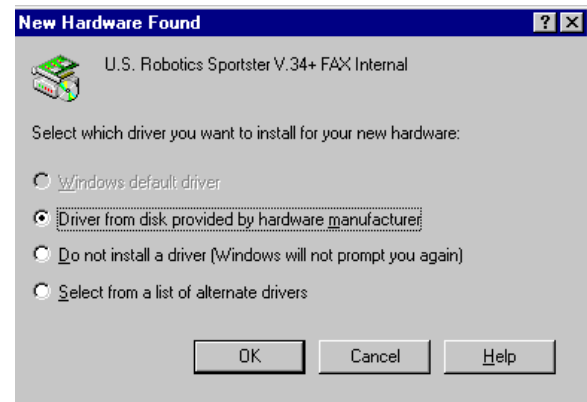 New Hardware Found
U.S. Robotics Sportster V.34+ FAX Internal
Select which driver you want to install for your new hardware:
Windows default driver
Driver from disk provided by hardware manufacturer
Do not install a driver (Windows will not prompt you again)
Select from a list of alternate drivers
OK Cancel Help